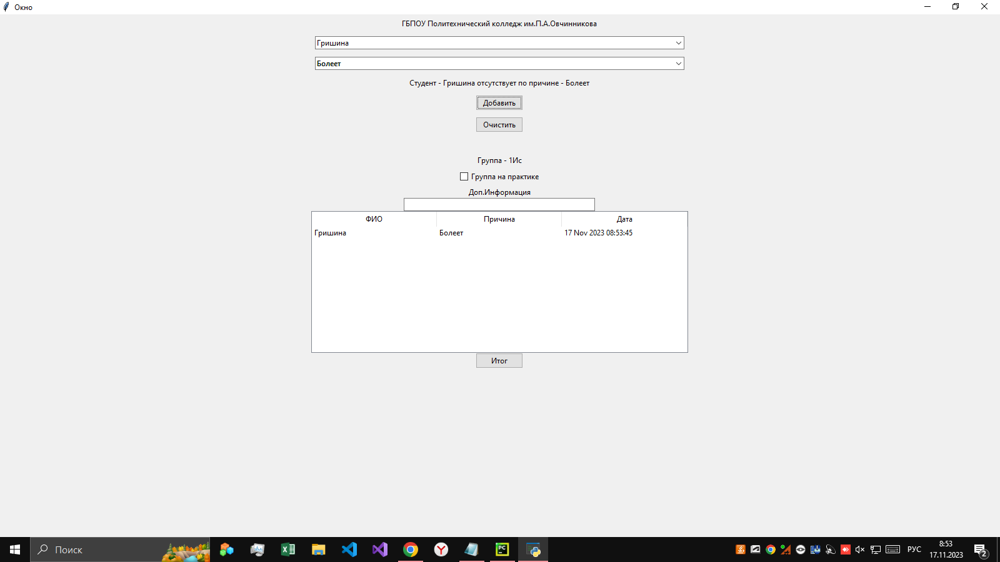 Окно
ГБПОУ Политехнический колледж им.П.А.Овчинникова
Гришина
Болеет
Студент - Гришина отсутствует по причине - Болеет
Добавить
Очистить
Группа - 1Ис
Группа на практике
Доп.Информация
ФИО Причина Дата
Гришина Болеет 17 Nov 2023 08:53:45
Итог
Поиск
PC
РУС
8:53
17.11.2023
2